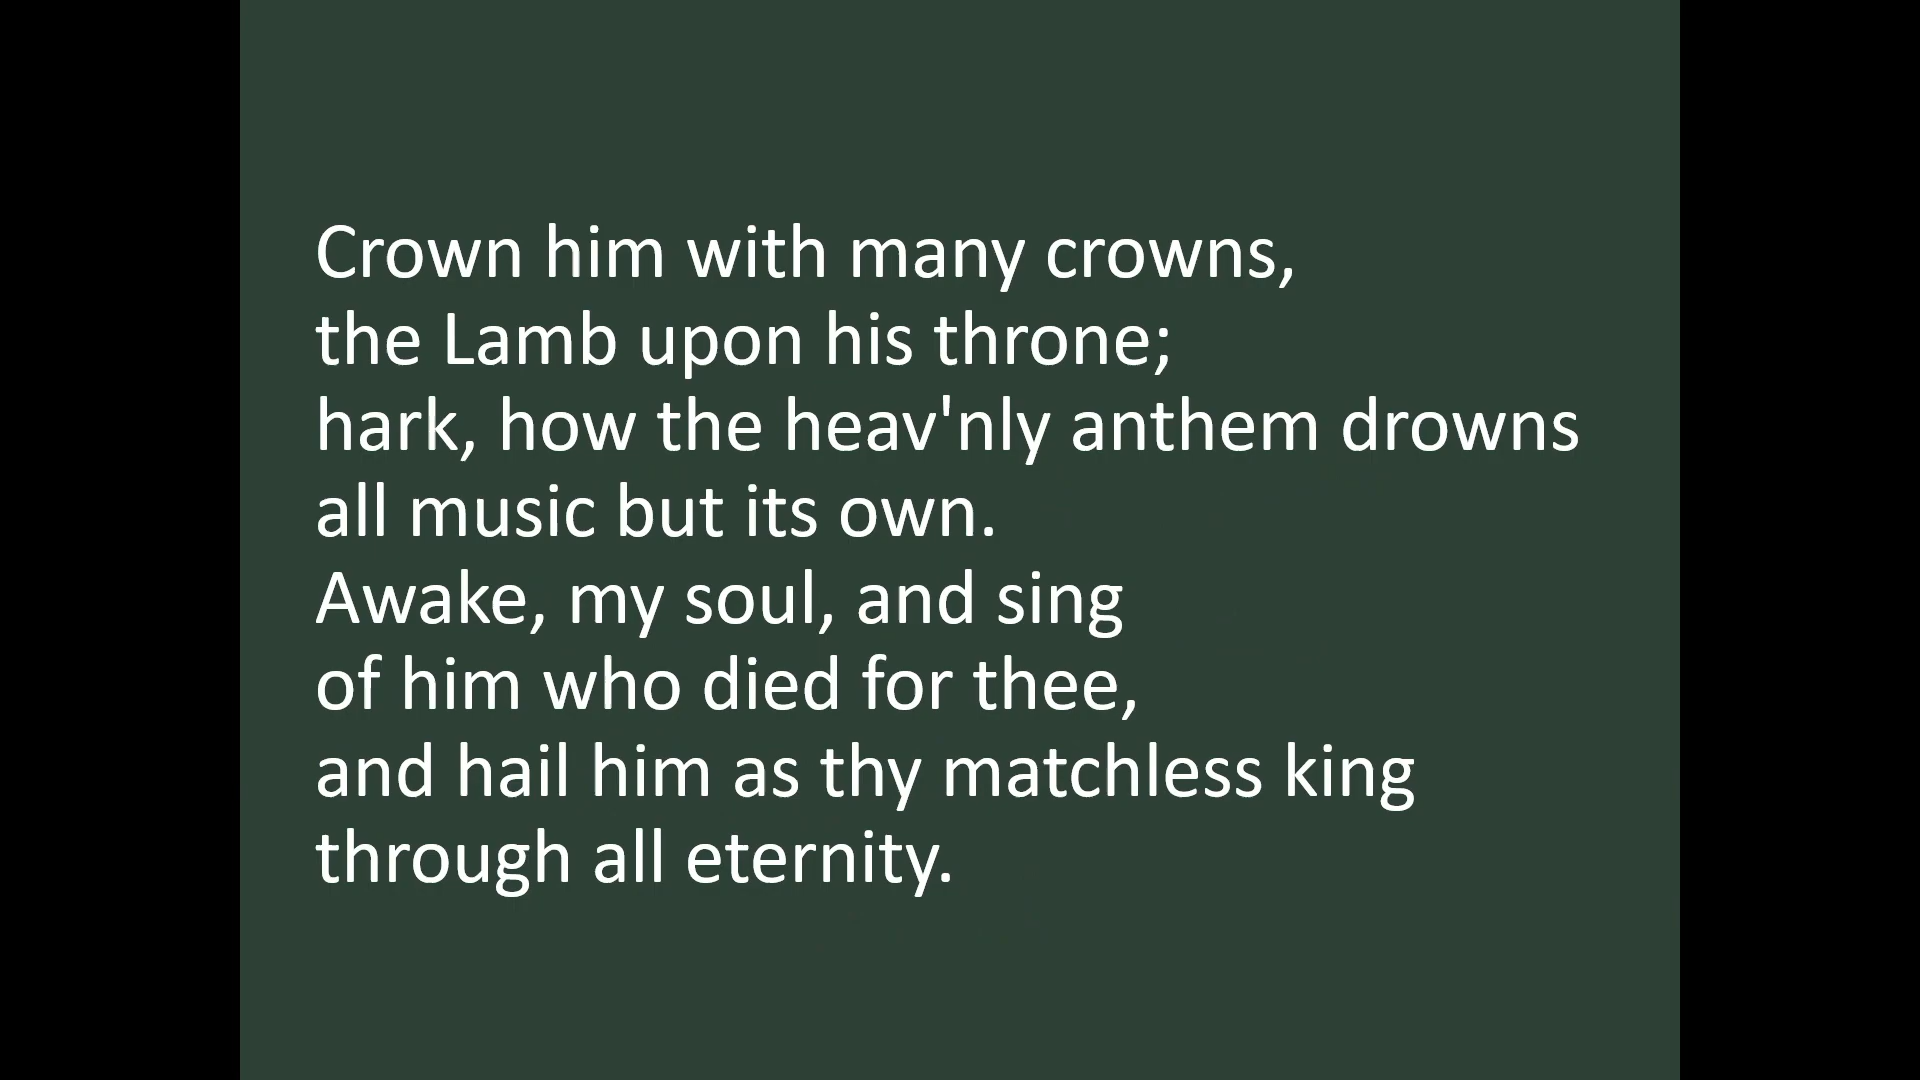 Crown him with many crowns,
the Lamb upon his throne;
hark, how the heav'nly anthem drowns
all music but its own.
Awake, my soul, and sing
of him who died for thee,
and hail him as thy matchless king
through all eternity.